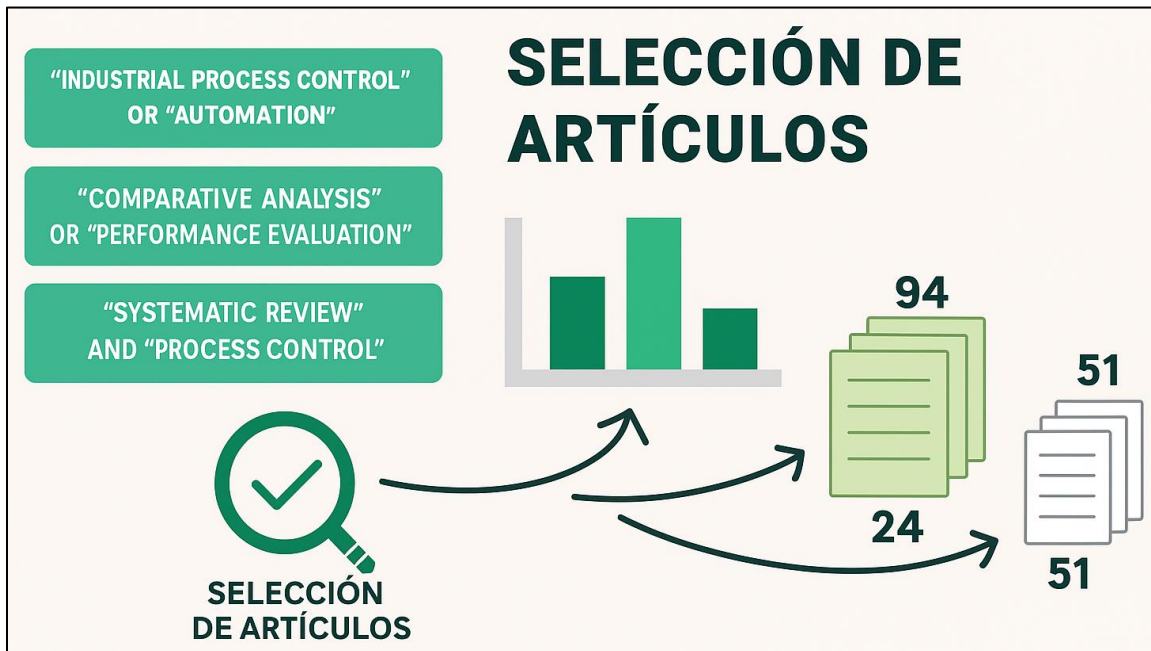 “INDUSTRIAL PROCESS CONTROL”
OR “AUTOMATION”
“COMPARATIVE ANALYSIS”
OR “PERFORMANCE EVALUATION”
“SYSTEMATIC REVIEW”
AND “PROCESS CONTROL”
SELECCIÓN DE
ARTÍCULOS
94
24
51
51
SELECCIÓN
DE ARTÍCULOS